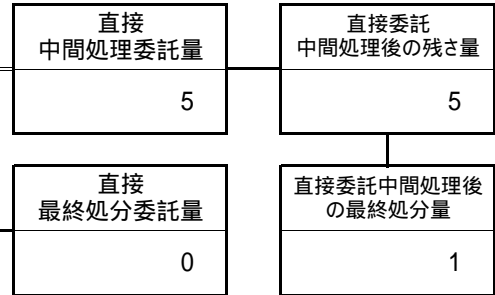 直接
中間処理委託量
5
直接委託
中間処理後の残さ量
5
直接
最終処分委託量
0
直接委託中間処理後
の最終処分量
1